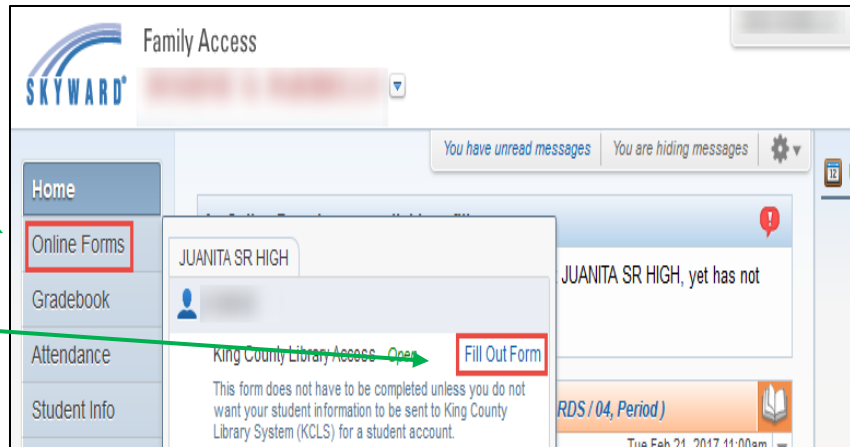 Family Access
SKYWARD®
You have unread messages
You are hiding messages
12
Home
Online Forms
Gradebook
Attendance
Student Info
JUANITA SR HIGH
King County Library Access Open
Fill Out Form
This form does not have to be completed unless you do not
want your student information to be sent to King County
Library System (KCLS) for a student account.
JUANITA SR HIGH, yet has not
RDS / 04, Period )
Tue Feb 21, 2017 11:00am